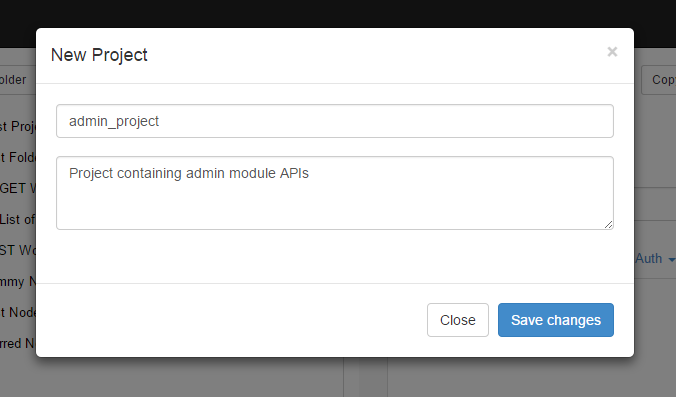 New Project
×
older
Cop
admin_project
st Proj
Project containing admin module APIs
t Folde
GET W
List of
ST Wo
Auth
mmy N
t Node
rred N
Close
Save changes